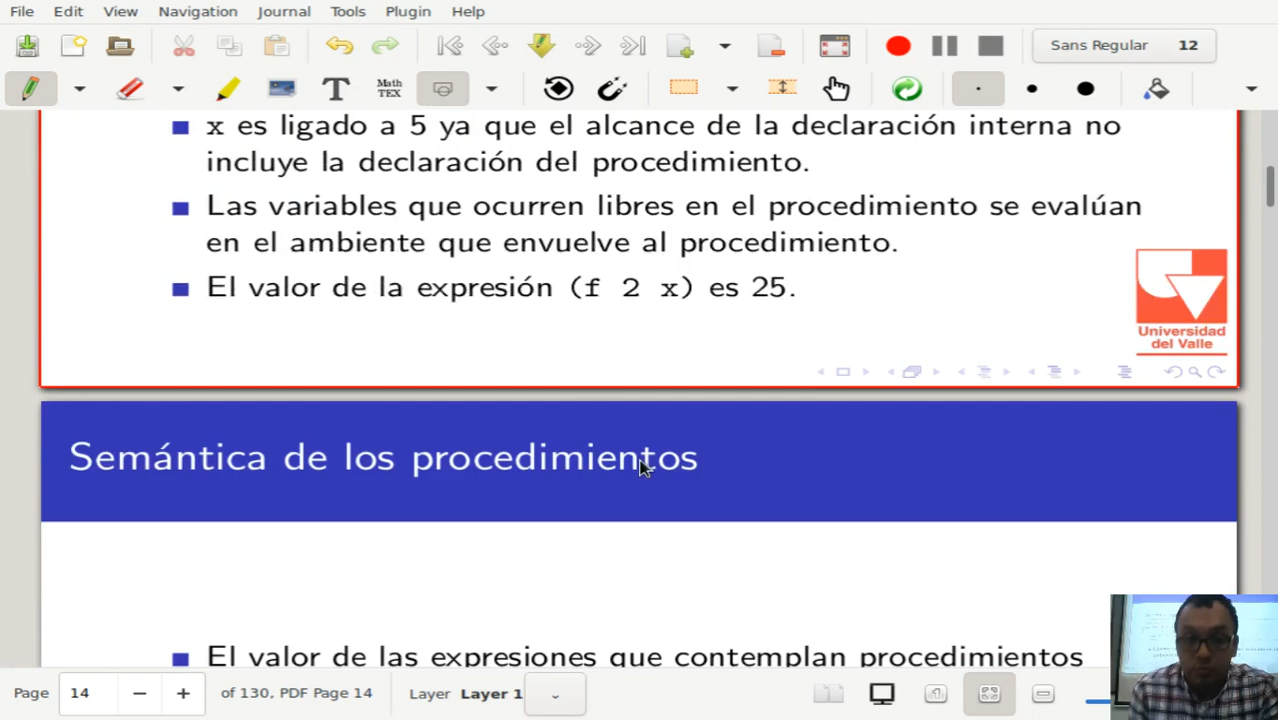 File Edit View Navigation Journal Tools Plugin Help
Sans Regular 12
T Math TEX
x es ligado a 5 ya que el alcance de la declaración interna no
incluye la declaración del procedimiento.
Las variables que ocurren libres en el procedimiento se evalúan
en el ambiente que envuelve al procedimiento.
El valor de la expresión (f 2 x) es 25.
Universidad
del Valle
Semántica de los procedimientos
El valor de las expresiones que contemplan procedimientos
Page 14 of 130, PDF Page 14 Layer Layer 1